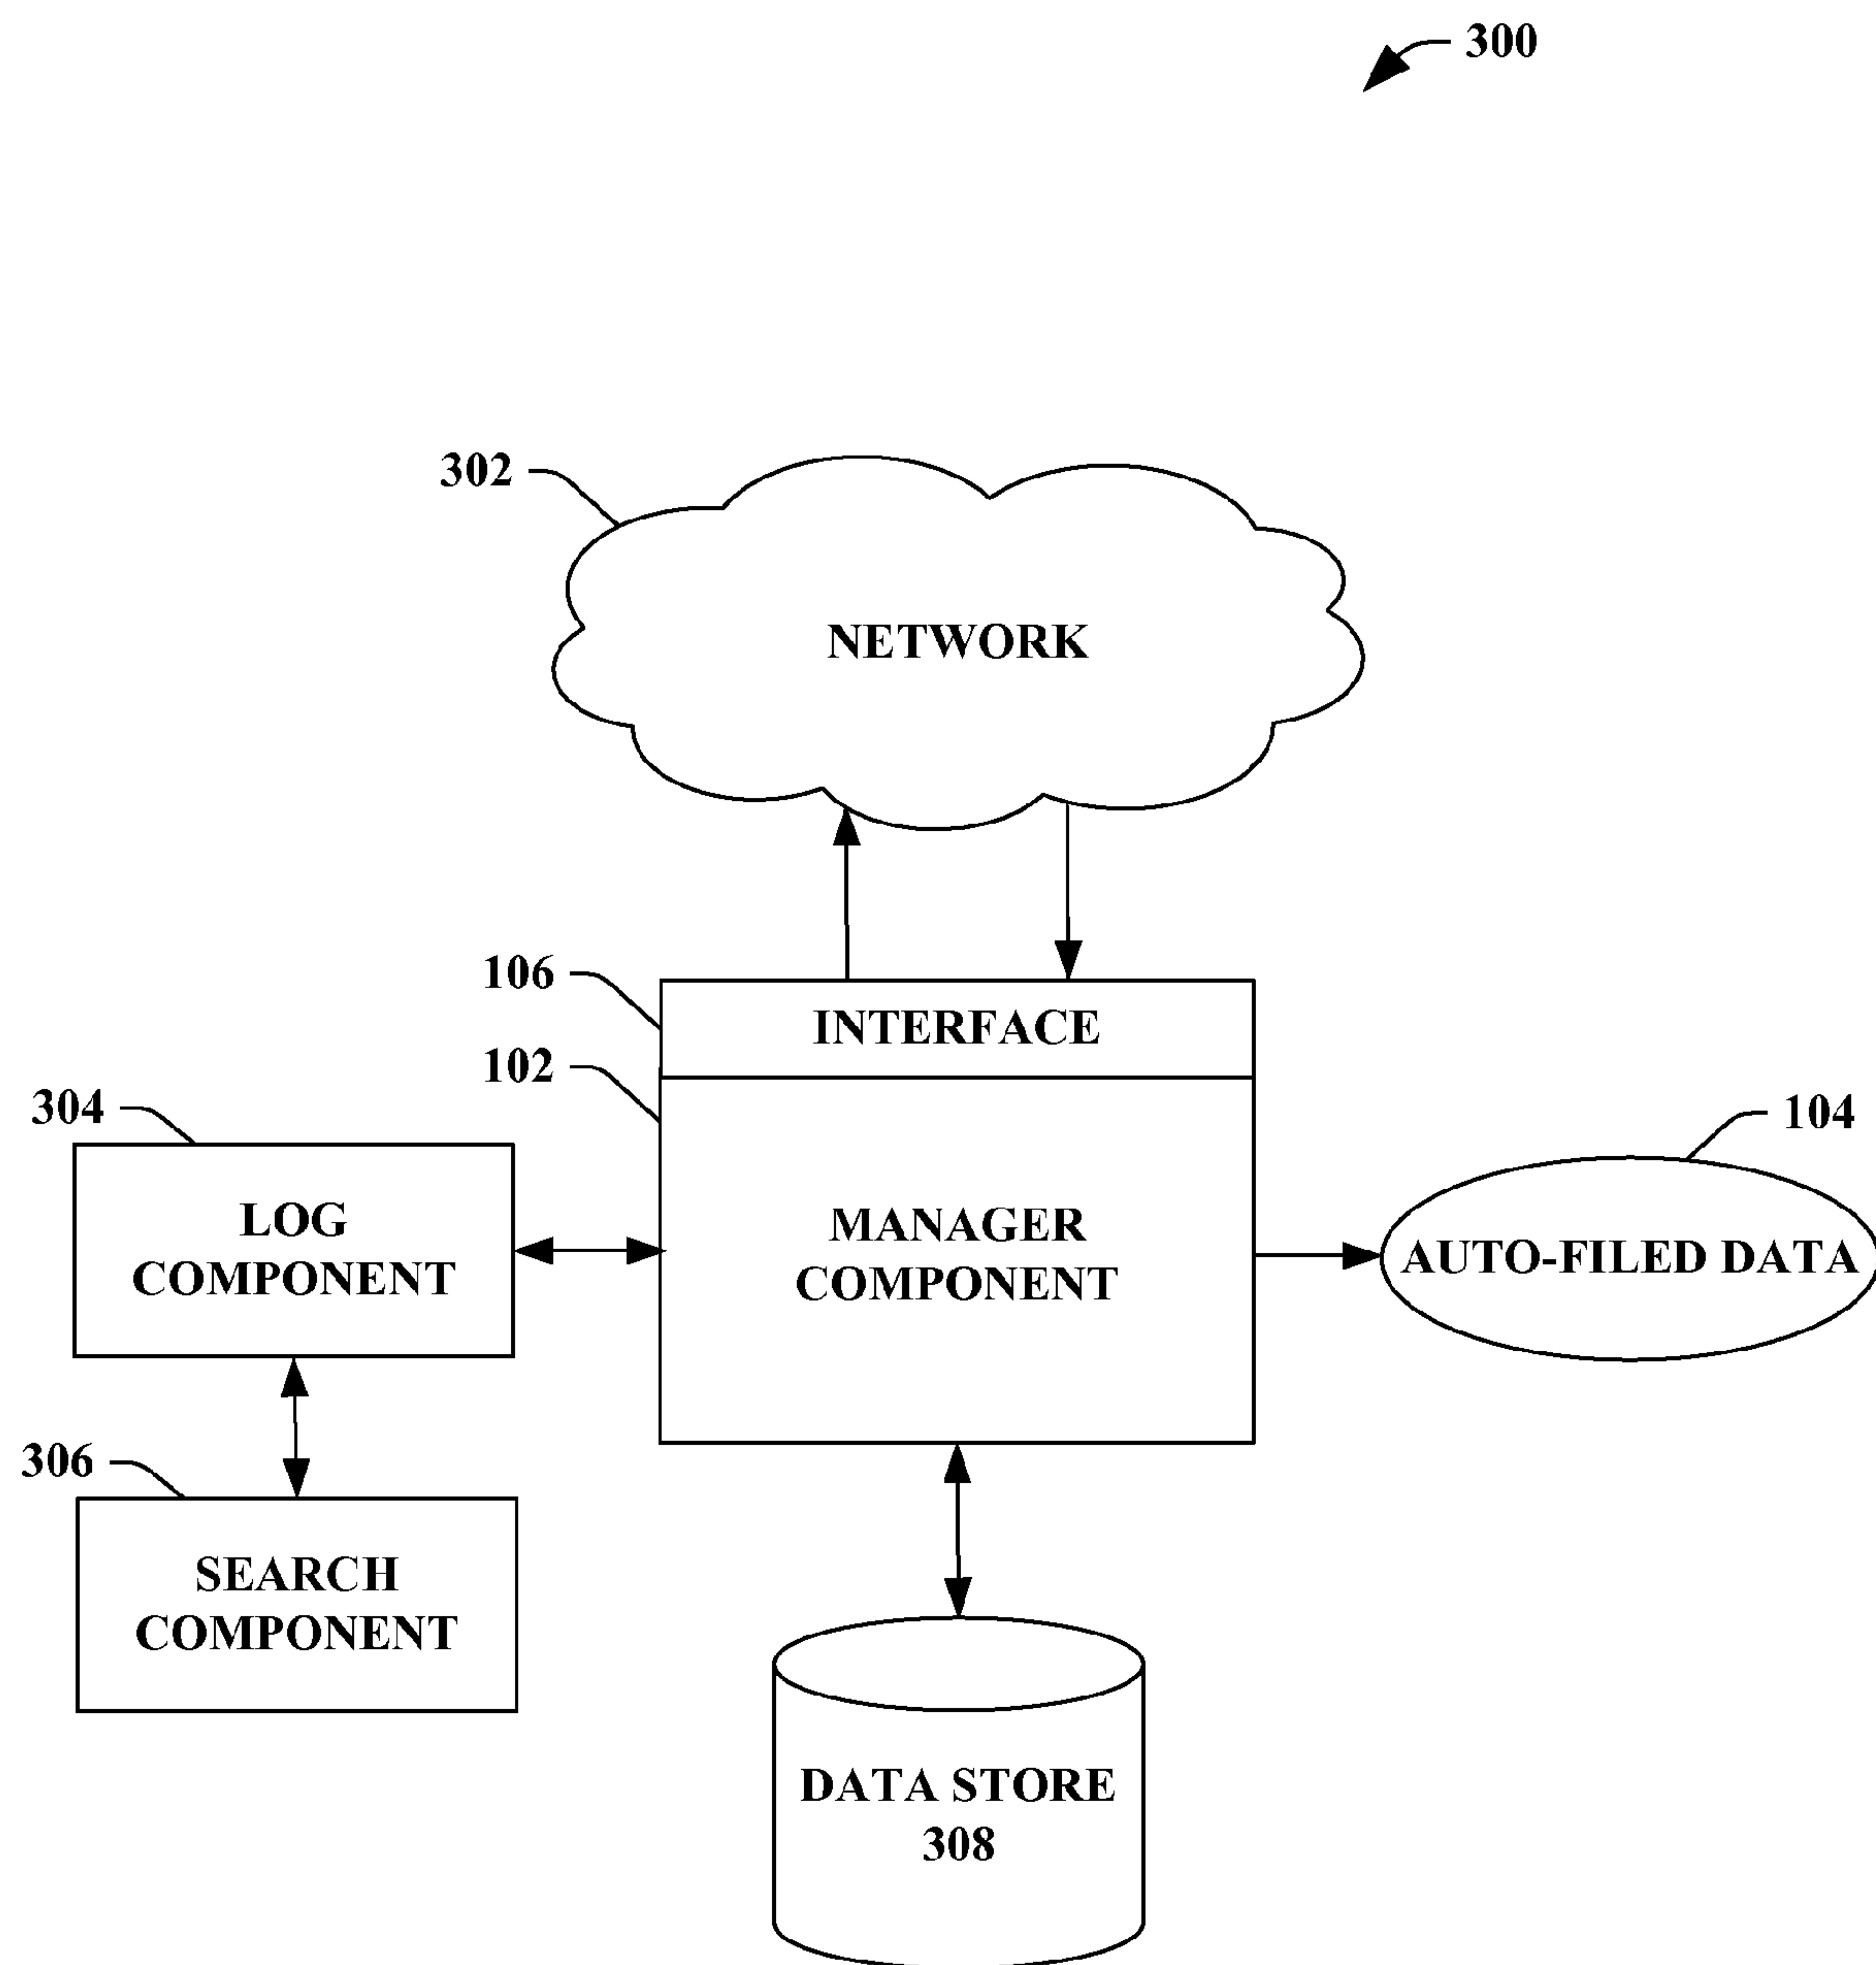 300
302
NETWORK
106
INTERFACE
102
304
104
LOG
COMPONENT
MANAGER
COMPONENT
AUTO-FILED DATA
306
SEARCH
COMPONENT
DATA STORE
308